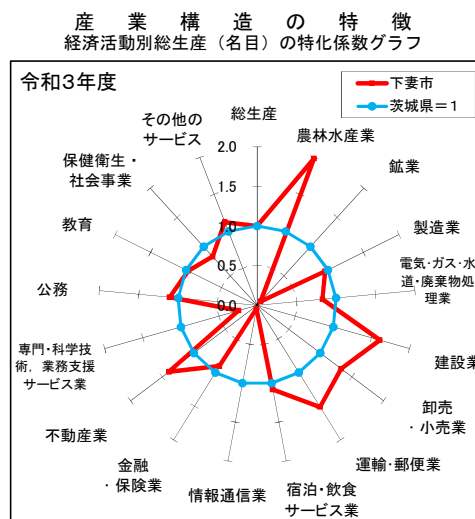 産業構造の特徴
経済活動別総生産（名目）の特化係数グラフ
令和3年度
下妻市
茨城県＝1
総生産
農林水産業
鉱業
製造業
電気･ガス･水
道･廃棄物処
理業
建設業
卸売
・小売業
運輸・郵便業
宿泊・飲食
サービス業
情報通信業
金融
・保険業
不動産業
専門・科学技
術，業務支援
サービス業
公務
教育
保健衛生・
社会事業
その他の
サービス
2.0
1.5
1.0
0.5
0.0